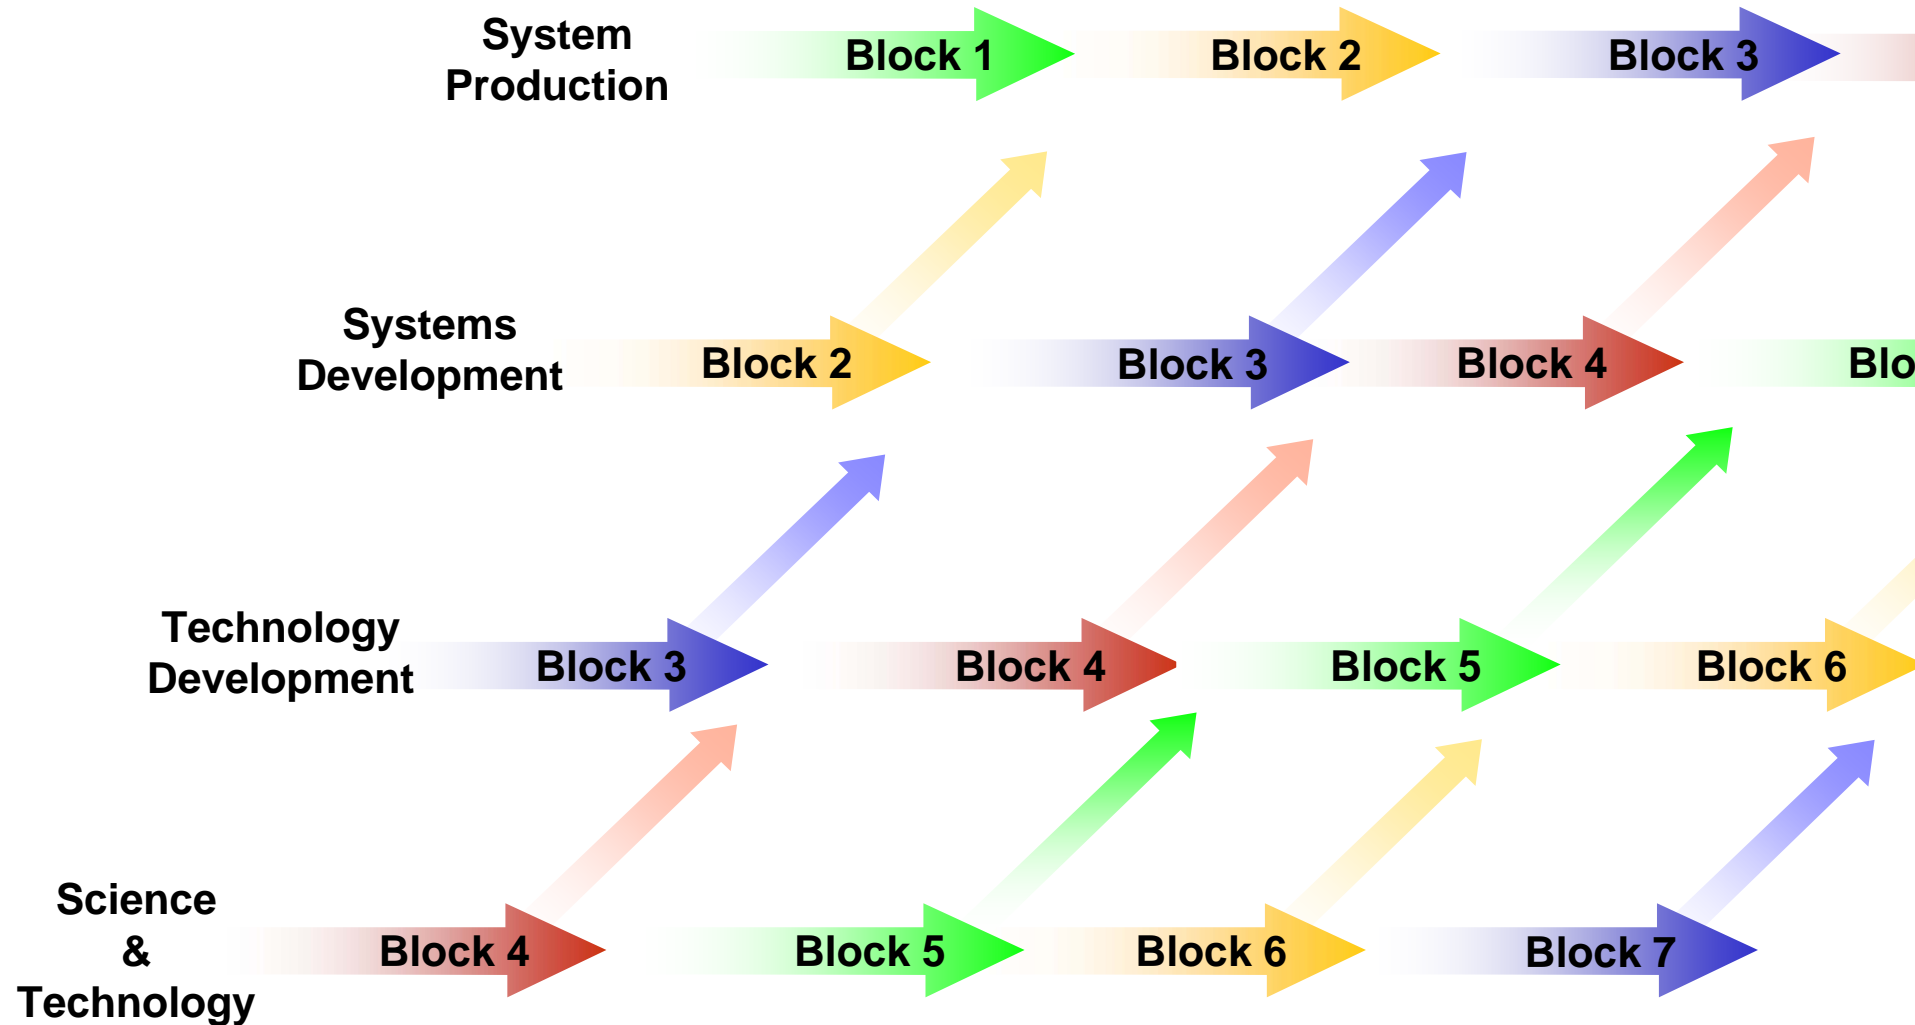 System
Production
Block 1
Block 2
Block 3
Systems
Development
Block 2
Block 3
Block 4
Blo
Technology
Development
Block 3
Block 4
Block 5
Block 6
Science
&
Technology
Block 4
Block 5
Block 6
Block 7